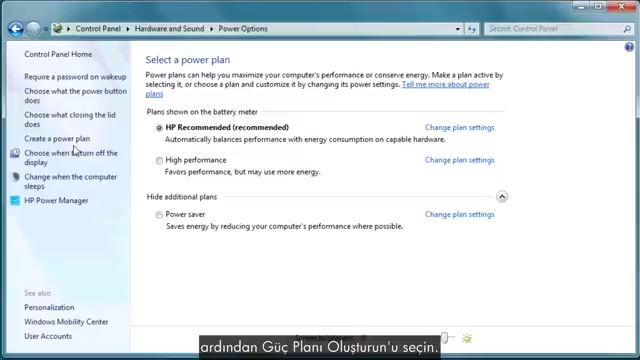 Control Panel ▸ Hardware and Sound ▸ Power Options
Search Control Panel
Control Panel Home
Require a password on wakeup
Choose what the power button
does
Choose what closing the lid
does
Create a power plan
Choose when to turn off the
display
Change when the computer
sleeps
HP Power Manager
See also
Personalization
Windows Mobility Center
User Accounts
Select a power plan
Power plans can help you maximize your computer's performance or conserve energy. Make a plan active by
selecting it, or choose a plan and customize it by changing its power settings. Tell me more about power
plans
Plans shown on the battery meter
HP Recommended (recommended) Change plan settings
Automatically balances performance with energy consumption on capable hardware.
High performance Change plan settings
Favors performance, but may use more energy.
Hide additional plans
Power saver Change plan settings
Saves energy by reducing your computer's performance where possible.
ardından Güç Planı Oluşturun'u seçin.